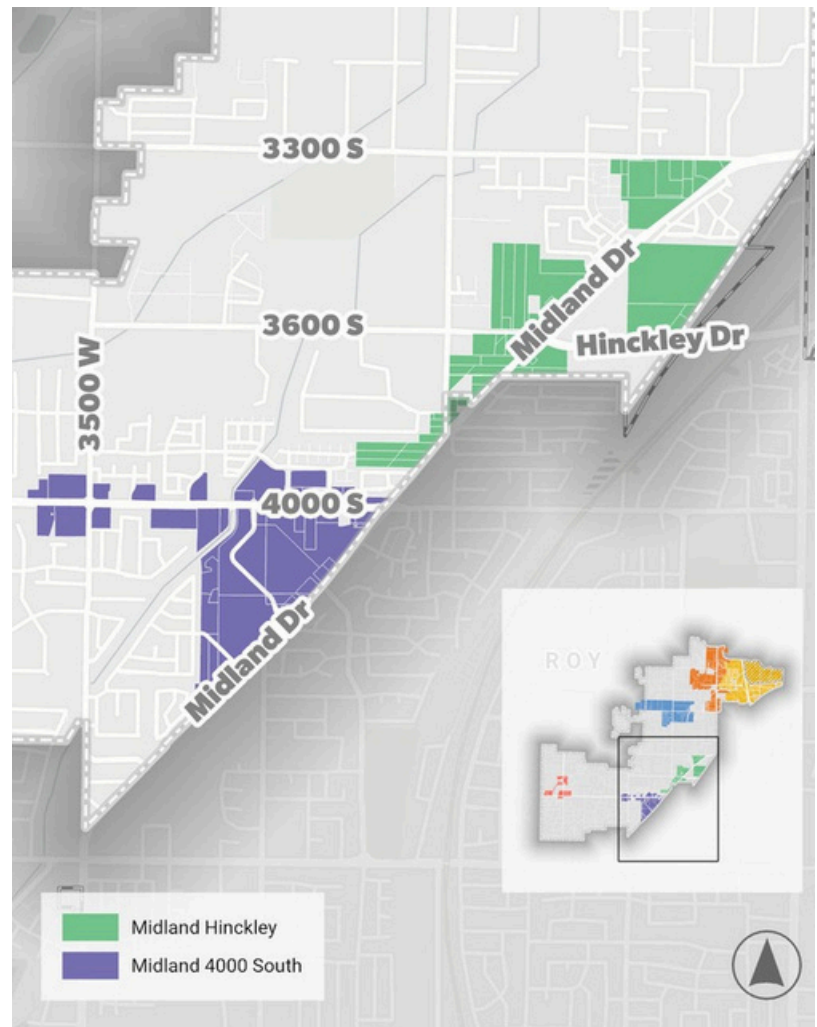 3300 S
Midland Dr
3600 S
Hinckley Dr
3500 W
4000 S
Midland Dr
ROY
Midland Hinckley
Midland 4000 South